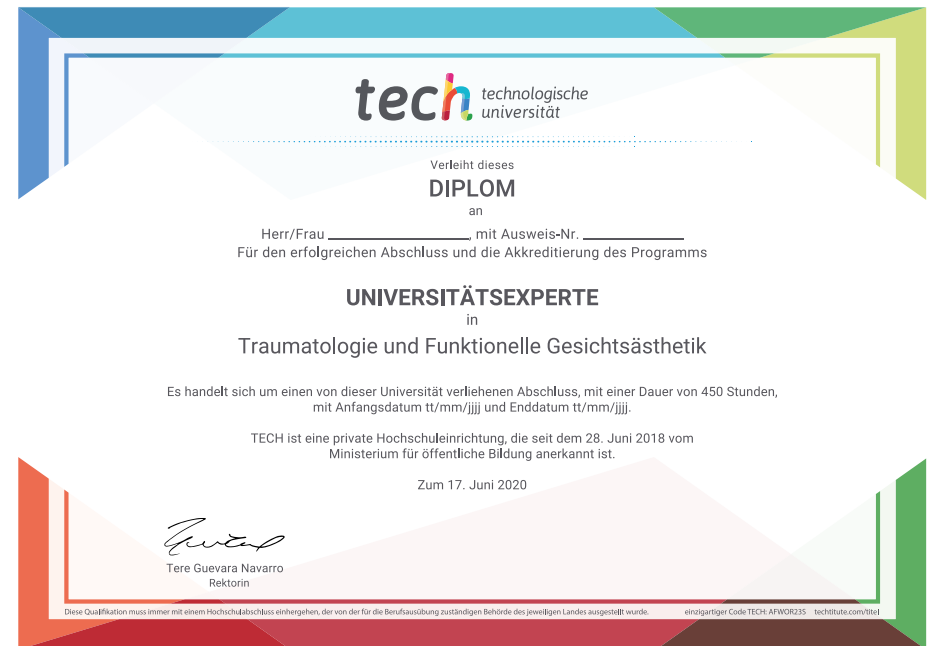 tech technologische
universität
Verleiht dieses
DIPLOM
an
Herr/Frau ____________________, mit Ausweis-Nr. ______________
Für den erfolgreichen Abschluss und die Akkreditierung des Programms
UNIVERSITÄTSEXPERTE
in
Traumatologie und Funktionelle Gesichtsästhetik
Es handelt sich um einen von dieser Universität verliehenen Abschluss, mit einer Dauer von 450 Stunden,
mit Anfangsdatum tt/mm/jjjj und Enddatum tt/mm/jjjj.
TECH ist eine private Hochschuleinrichtung, die seit dem 28. Juni 2018 vom
Ministerium für öffentliche Bildung anerkannt ist.
Zum 17. Juni 2020
Tere Guevara Navarro
Rektorin
Diese Qualifikation muss immer mit einem Hochschulabschluss einhergehen, der von der für die Berufsausübung zuständigen Behörde des jeweiligen Landes ausgestellt wurde. einzigartiger Code TECH: AFWOR23S techtitute.com/titel